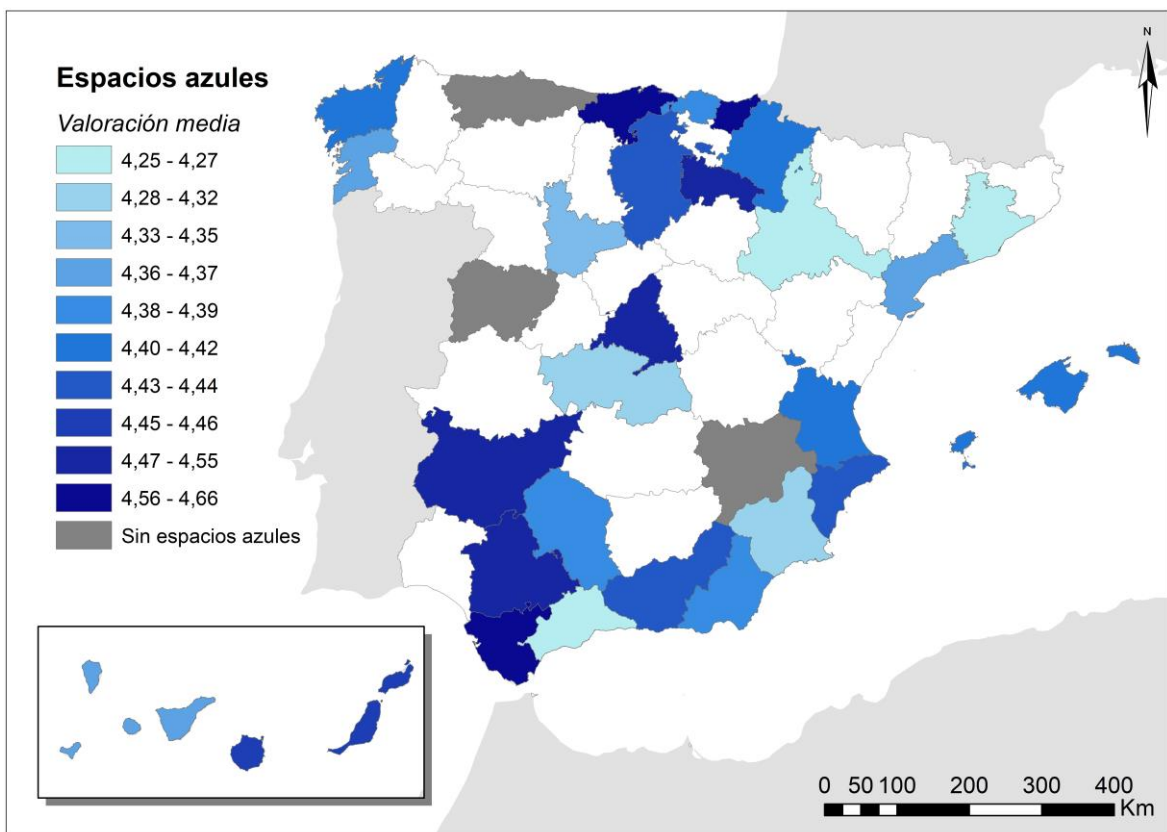 N
Espacios azules
Valoración media
4,25 - 4,27
4,28 - 4,32
4,33 - 4,35
4,36 - 4,37
4,38 - 4,39
4,40 - 4,42
4,43 - 4,44
4,45 - 4,46
4,47 - 4,55
4,56 - 4,66
Sin espacios azules
0 50 100 200 300 400
Km